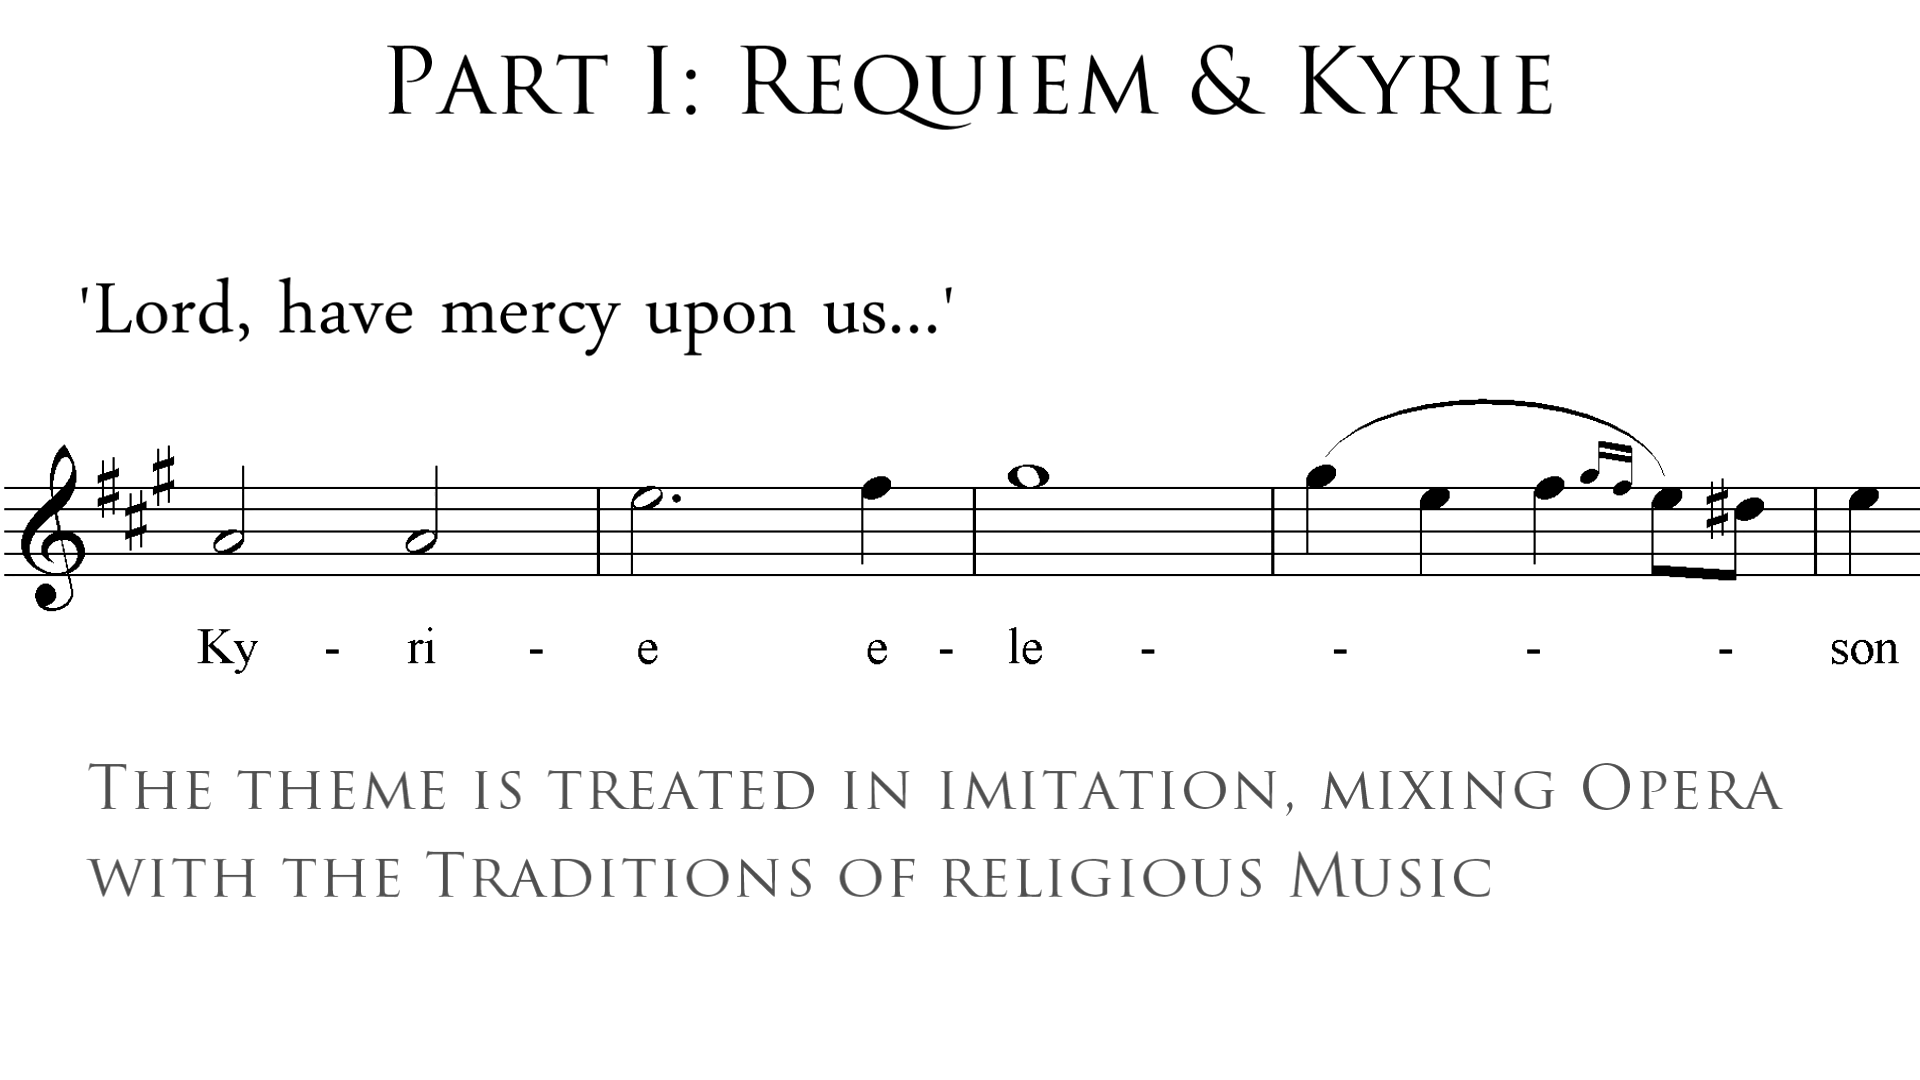 Part I: Requiem & Kyrie
'Lord, have mercy upon us...'
Ky - ri - e e - le - - - - son
The theme is treated in imitation, mixing Opera
with the Traditions of religious Music